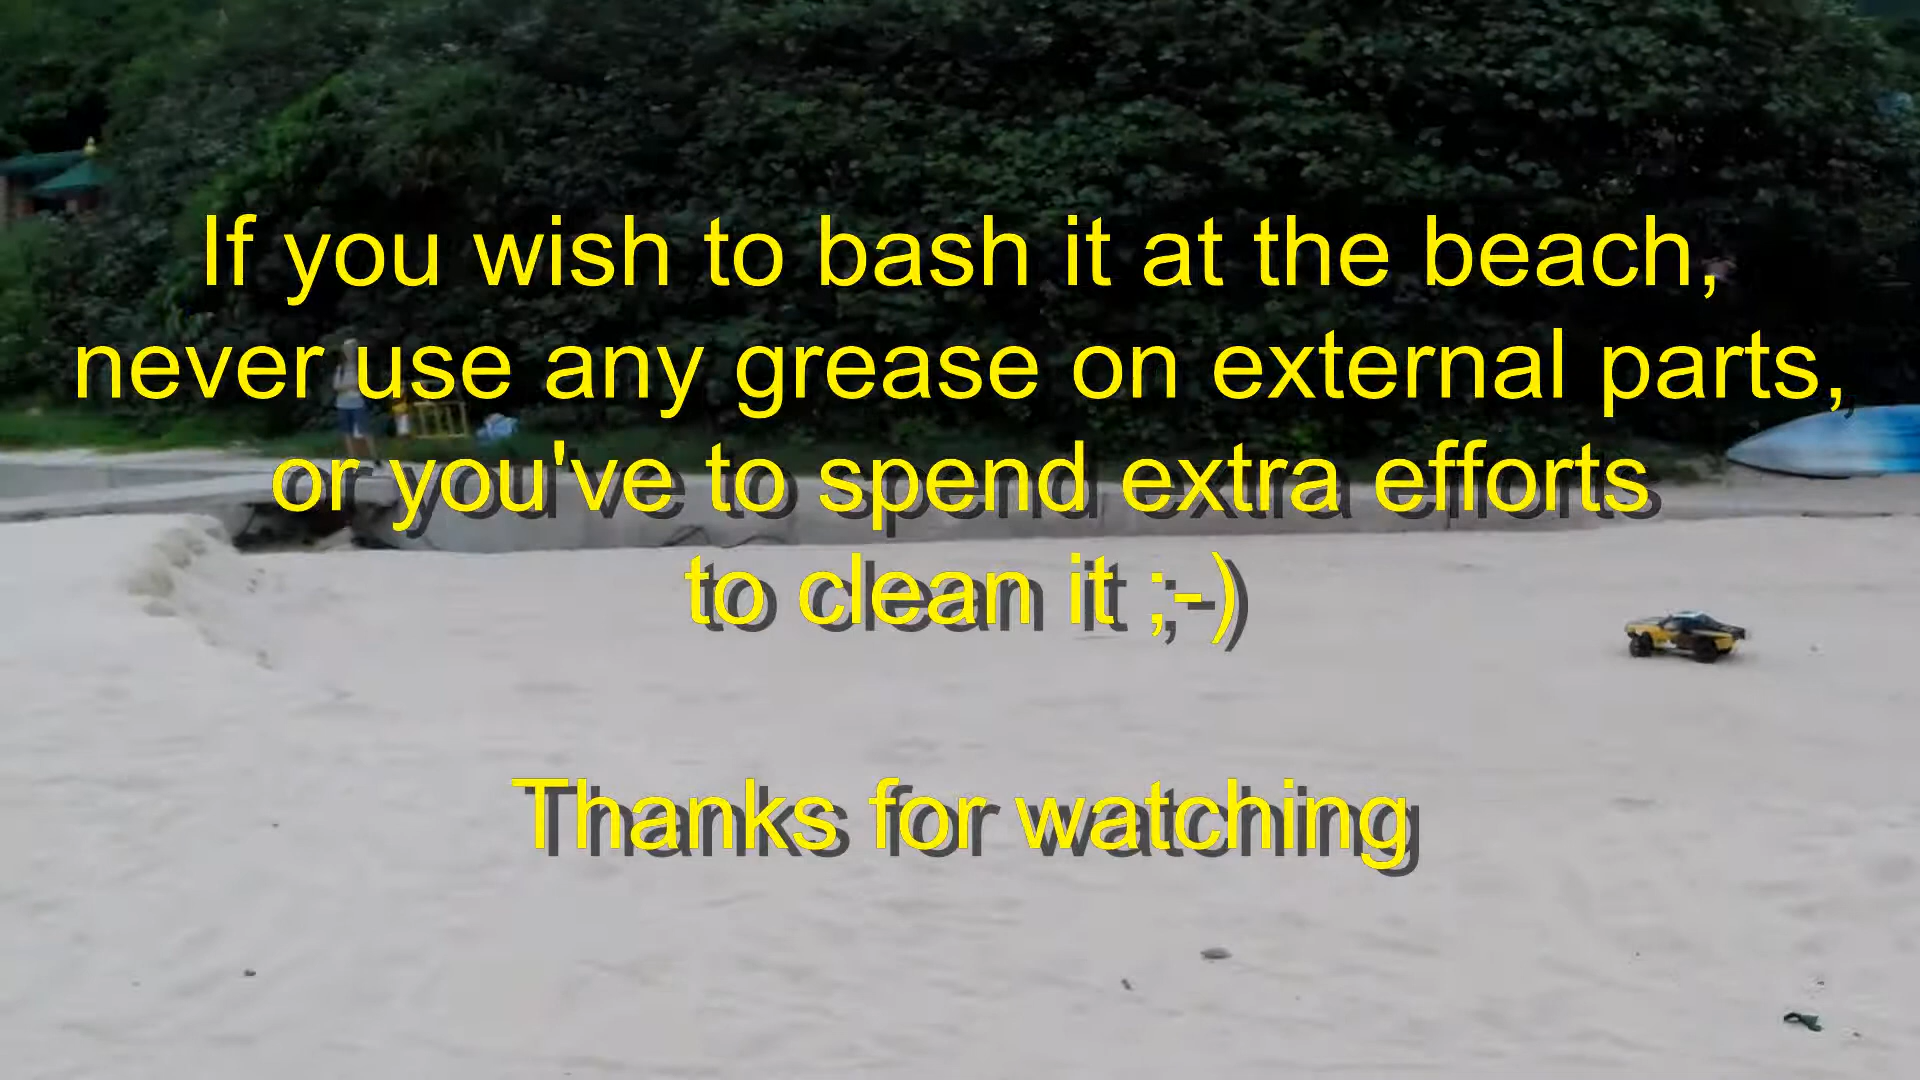 If you wish to bash it at the beach,
never use any grease on external parts,
or you've to spend extra efforts
to clean it ;-)
Thanks for watching